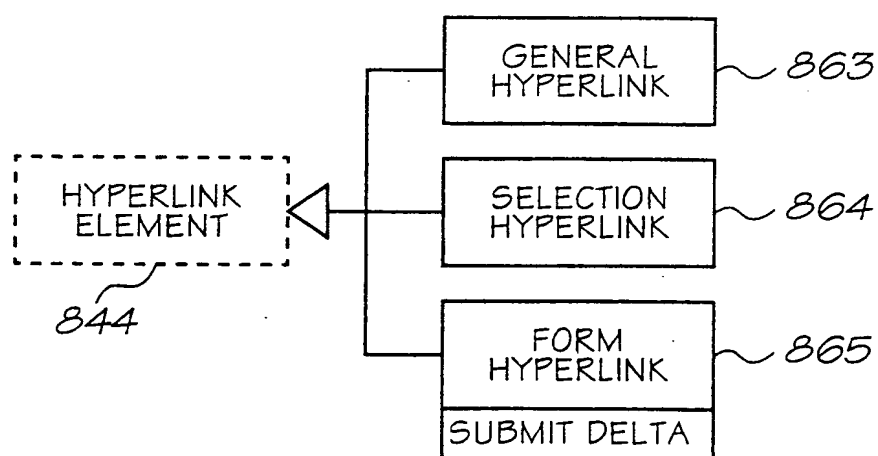 GENERAL
HYPERLINK
863
HYPERLINK
ELEMENT
844
SELECTION
HYPERLINK
864
FORM
HYPERLINK
865
SUBMIT DELTA